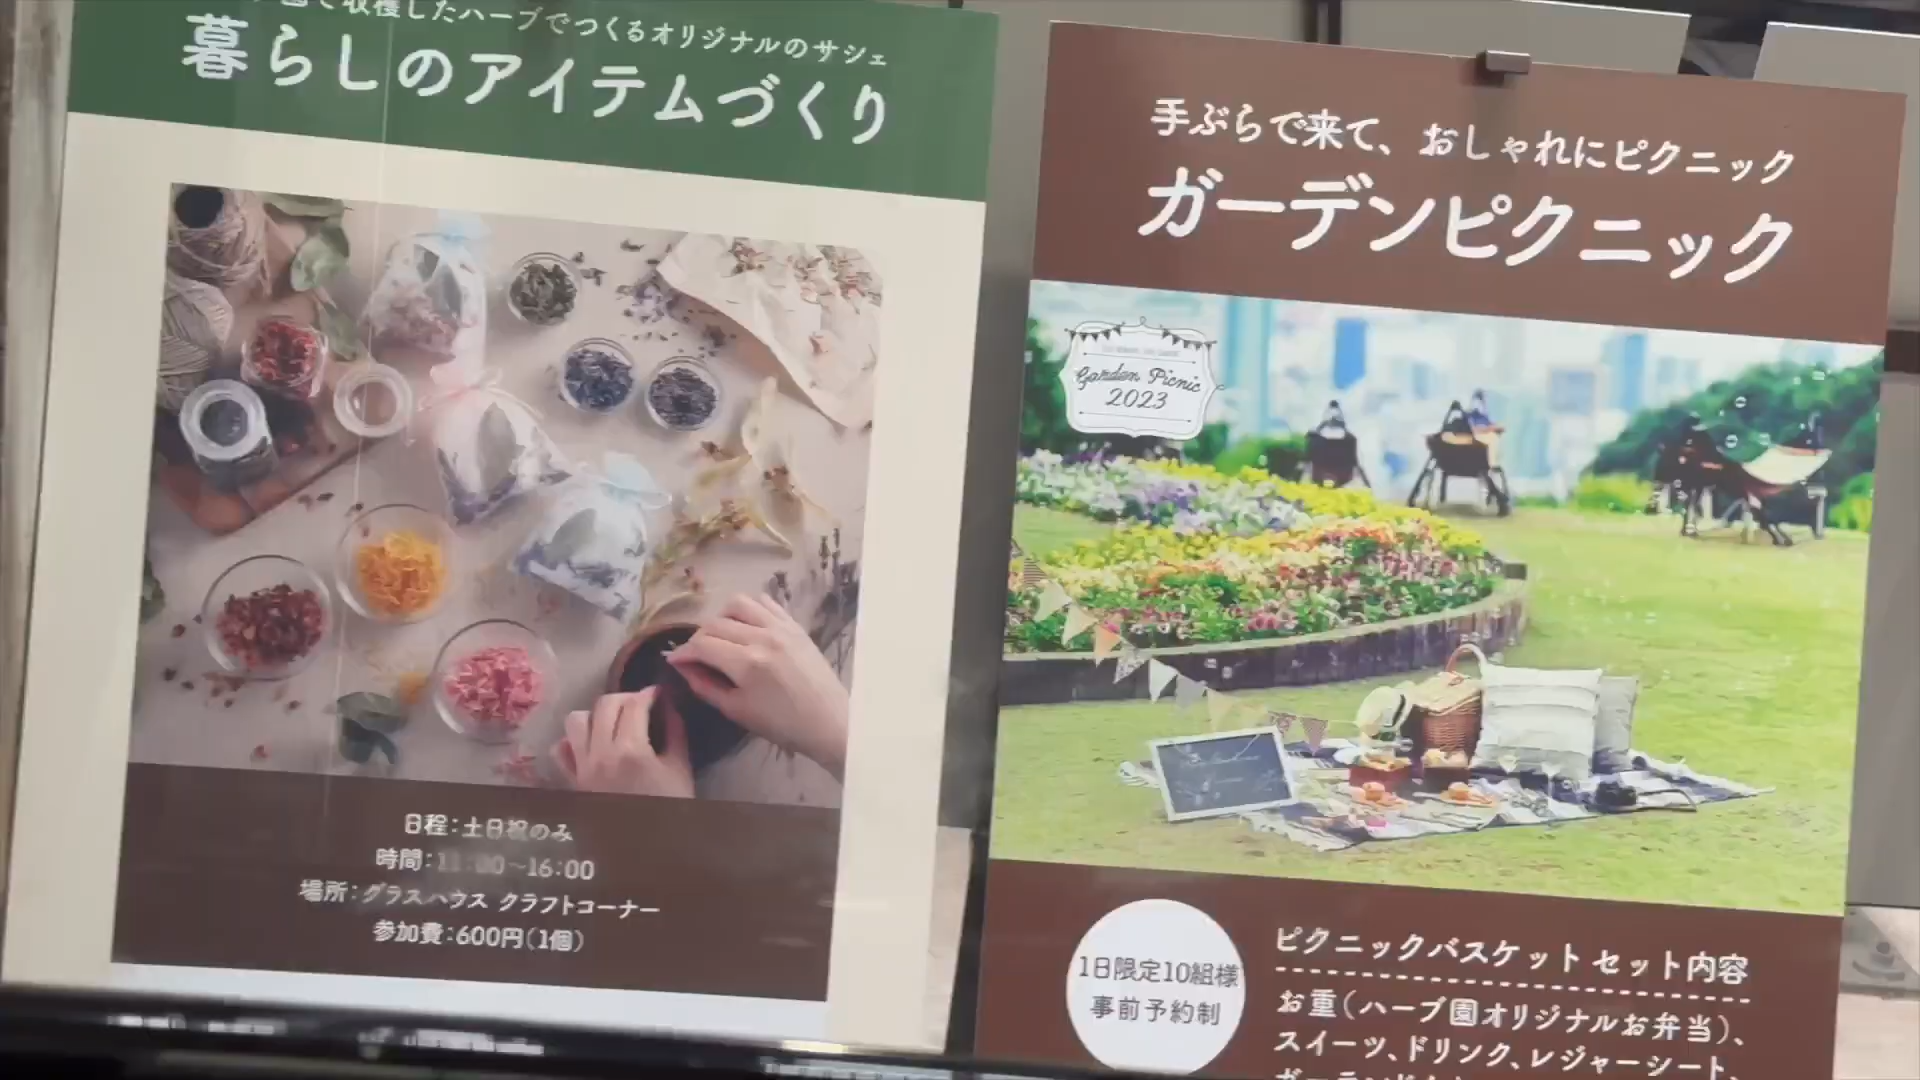 園で収穫したハーブでつくるオリジナルのサシェ
暮らしのアイテムづくり
日程：土日祝のみ
時間：11:00〜16:00
場所：グラスハウス クラフトコーナー
参加費：600円（1個）
手ぶらで来て、おしゃれにピクニック
ガーデンピクニック
Garden Picnic
2023
1日限定10組様
事前予約制
ピクニックバスケット セット内容
お重（ハーブ園オリジナルお弁当）、
スイーツ、ドリンク、レジャーシート、